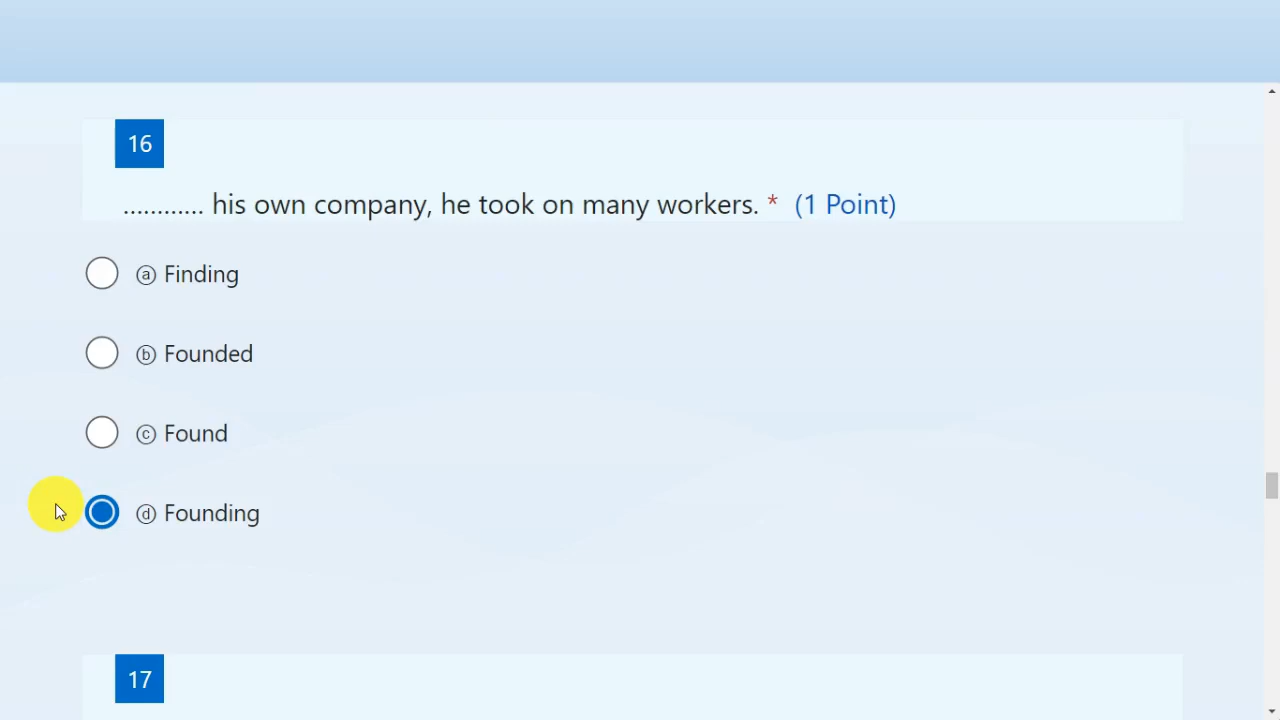 16
............ his own company, he took on many workers. * (1 Point)
ⓐ Finding
ⓑ Founded
ⓒ Found
ⓓ Founding
17